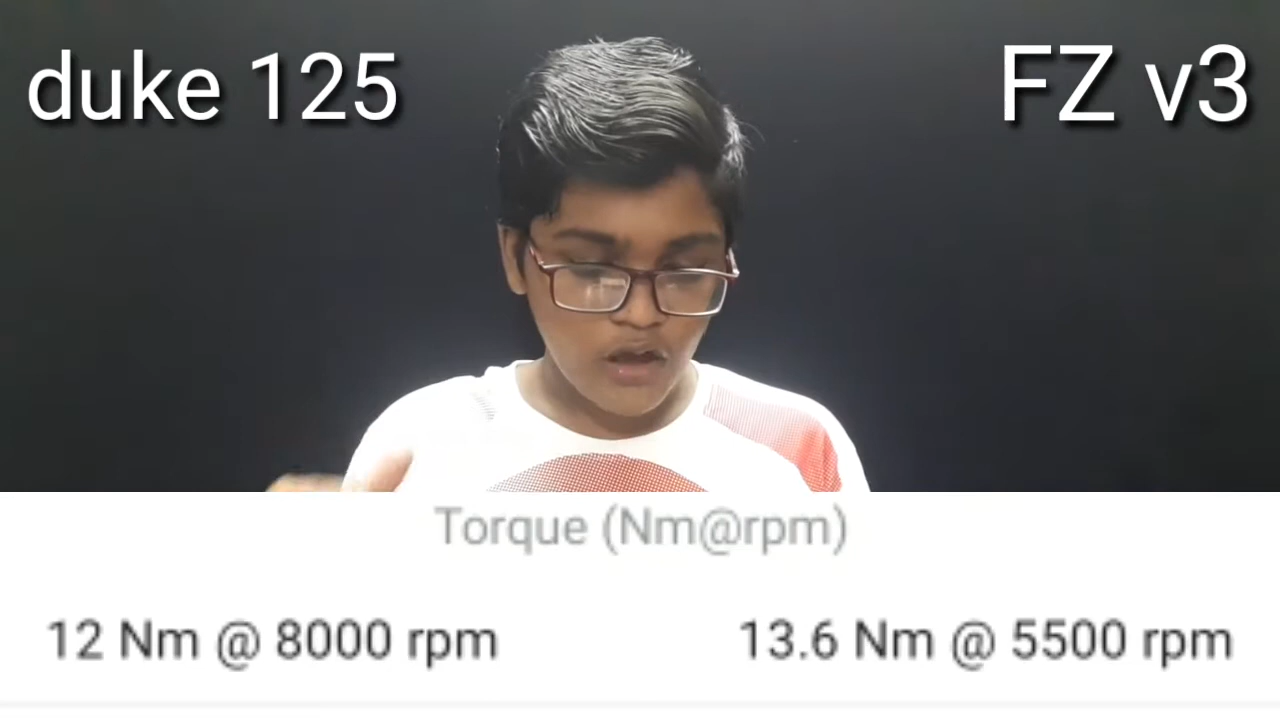 duke 125
FZ v3
Torque (Nm@rpm)
12 Nm @ 8000 rpm
13.6 Nm @ 5500 rpm